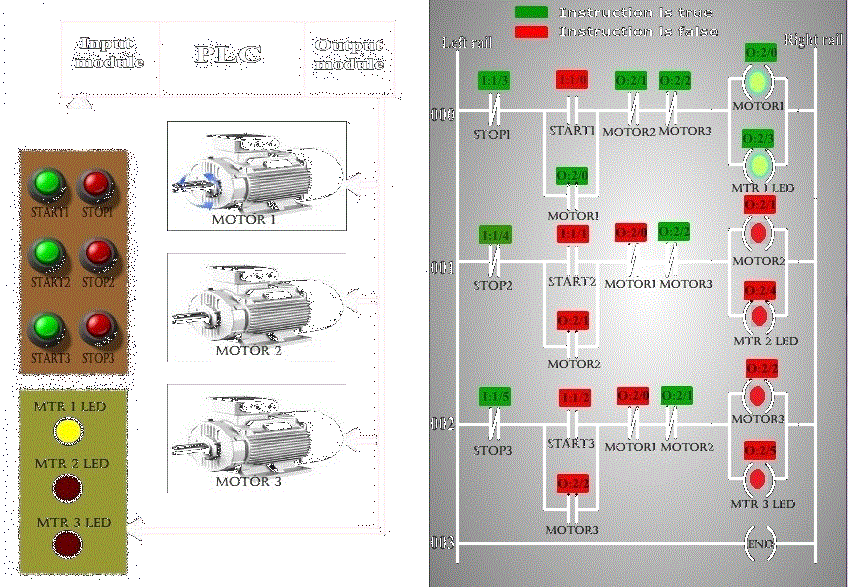 Input
module
PLC
Output
module
START1 STOP1
START2 STOP2
START3 STOP3
MTR 1 LED
MTR 2 LED
MTR 3 LED
MOTOR 1
MOTOR 2
MOTOR 3
Instruction is true
Instruction is false
Left rail
Right rail
I:1/3 I:1/0 O:2/1 O:2/2 O:2/0
STOP1 START1 MOTOR2 MOTOR3 MOTOR1
O:2/0 O:2/3
MOTOR1 MTR 1 LED
I:1/4 I:1/1 O:2/0 O:2/2 O:2/1
STOP2 START2 MOTOR1 MOTOR3 MOTOR2
O:2/1 O:2/4
MOTOR2 MTR 2 LED
I:1/5 I:1/2 O:2/0 O:2/1 O:2/2
STOP3 START3 MOTOR1 MOTOR2 MOTOR3
O:2/2 O:2/5
MOTOR3 MTR 3 LED
END3